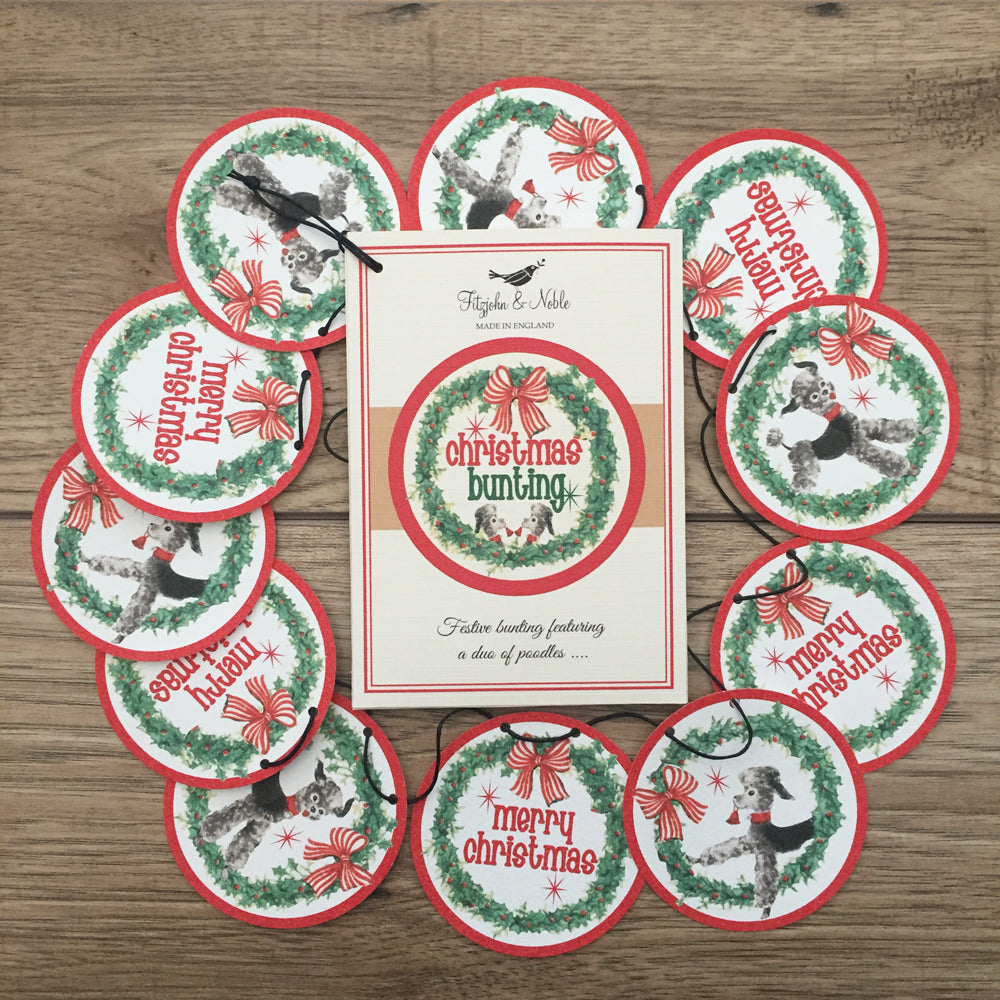 Fitzjohn & Noble
MADE IN ENGLAND
christmas
bunting
Festive bunting featuring
a duo of poodles ....
merry
christmas
merry
christmas
merry
christmas
merry
christmas
merry
christmas